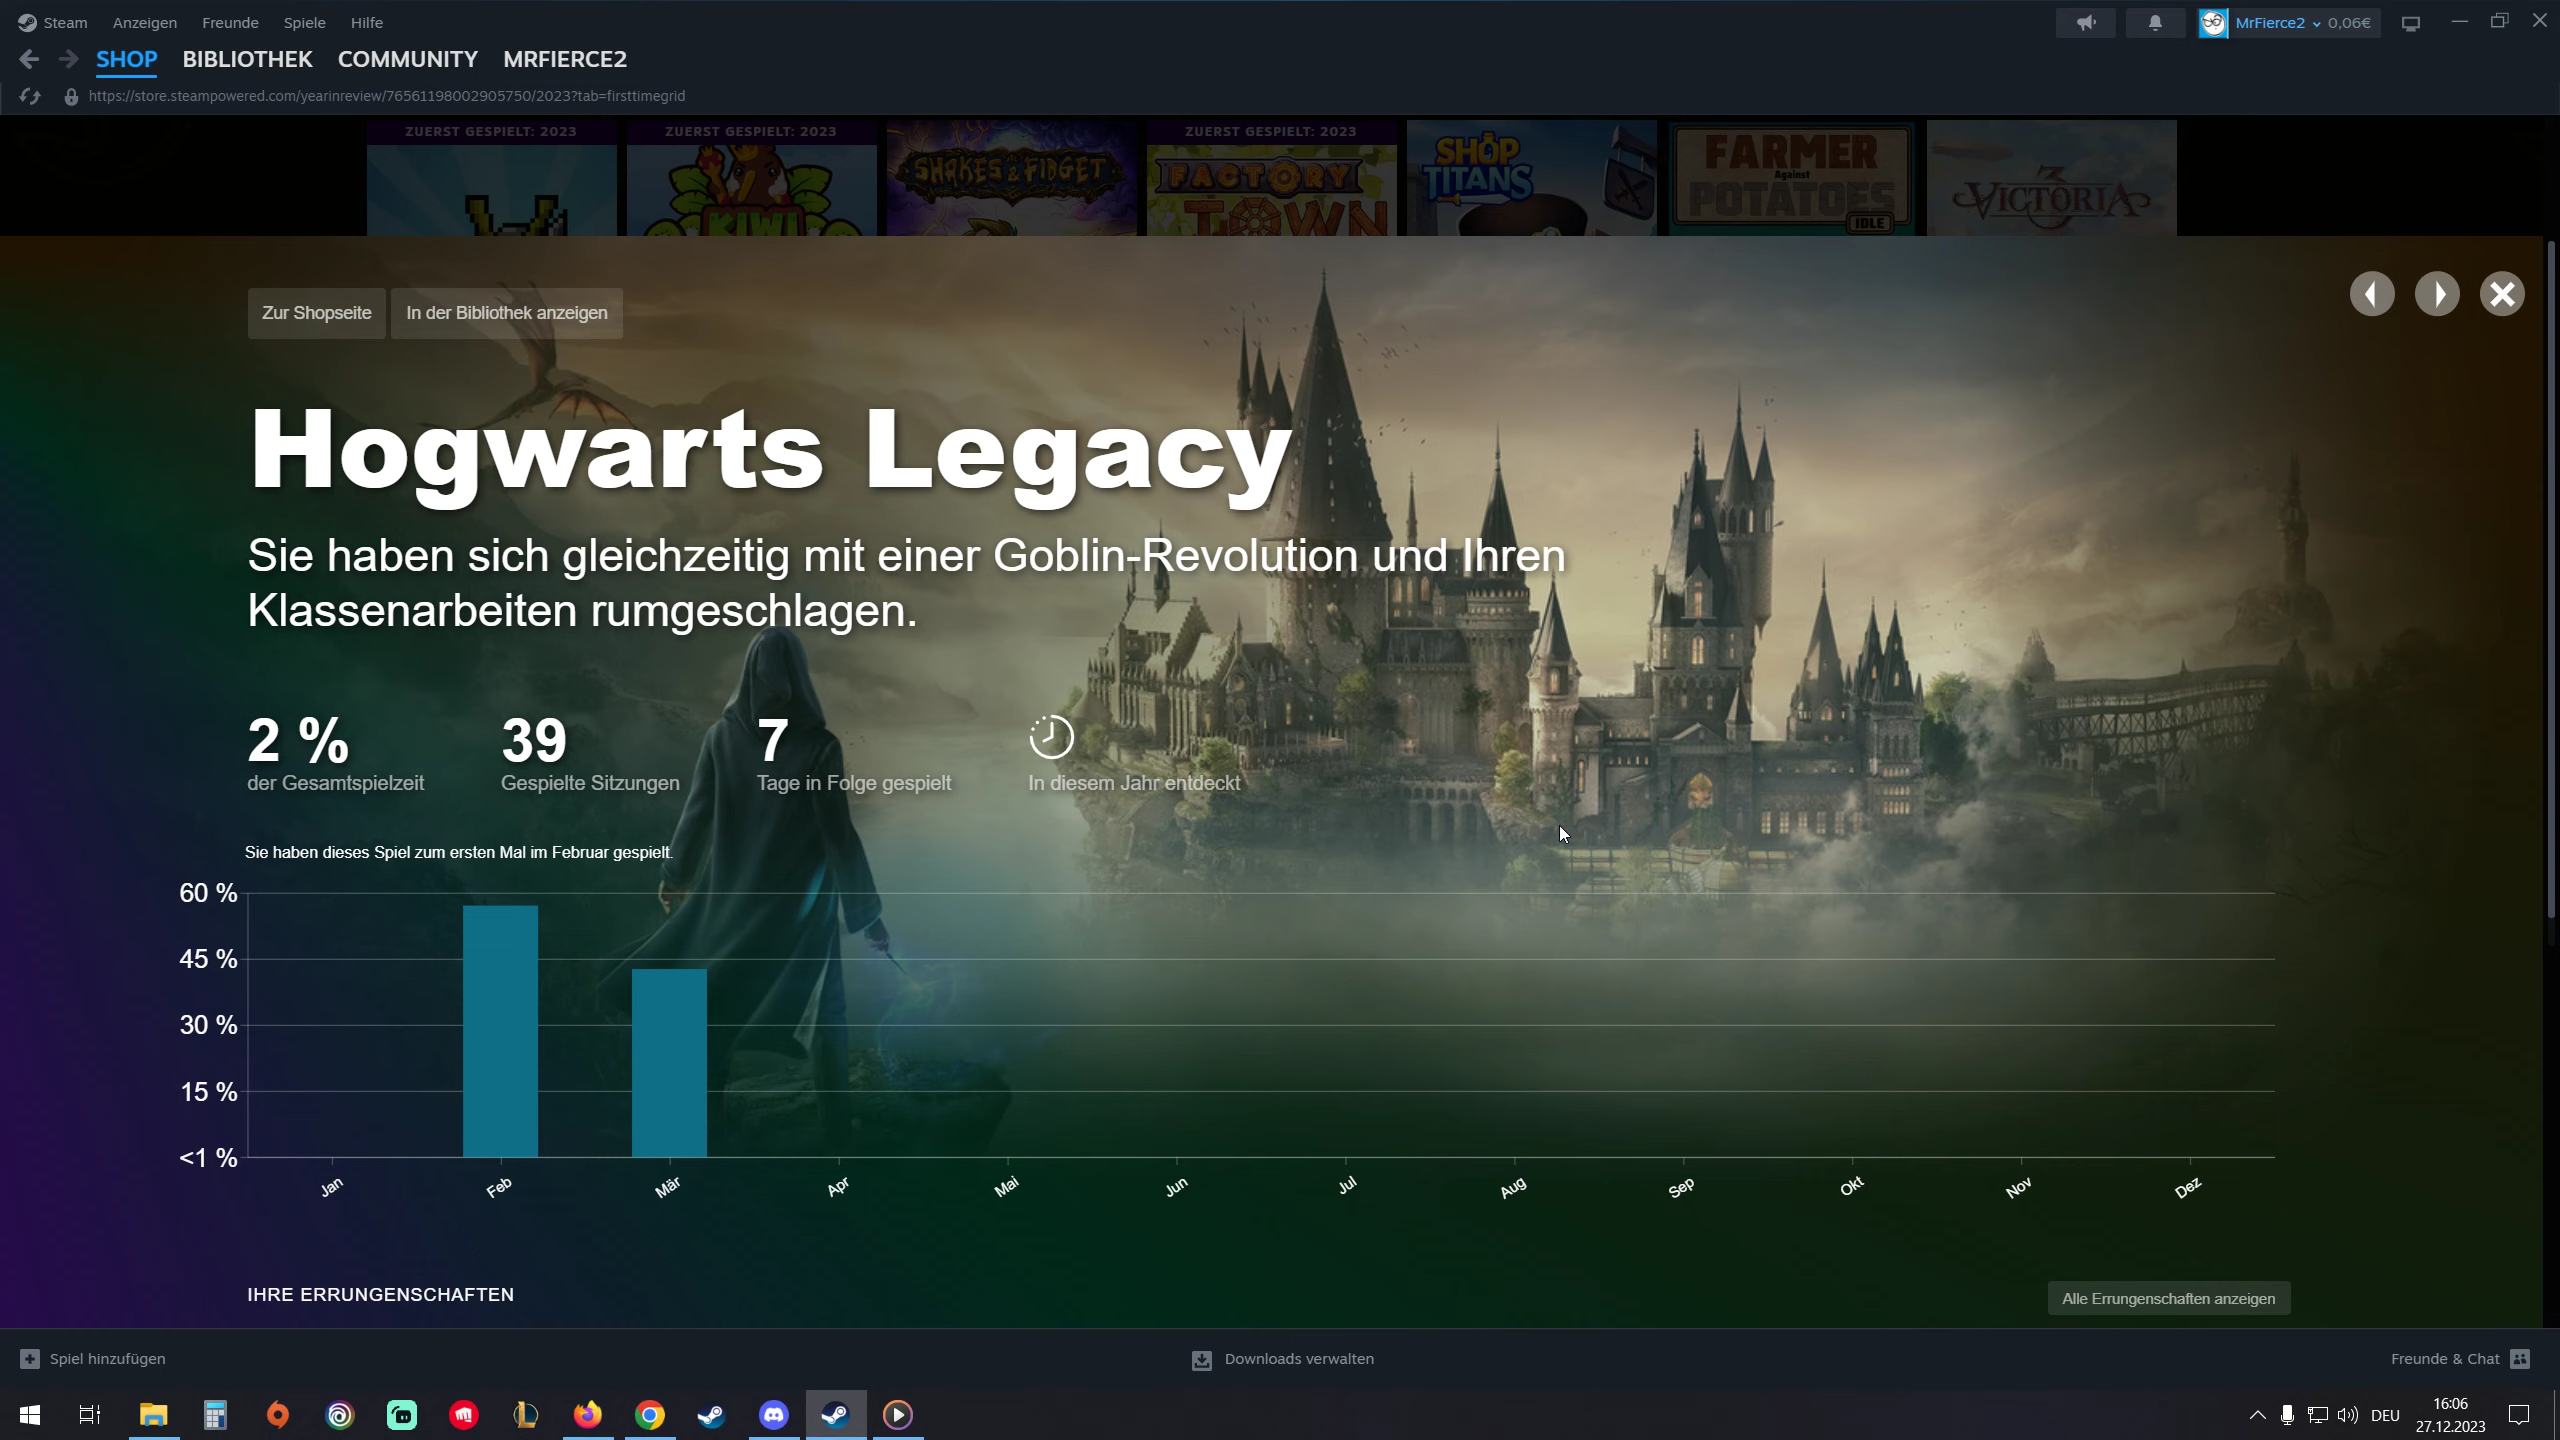 Steam Anzeigen Freunde Spiele Hilfe
MrFierce2 0,06€
SHOP BIBLIOTHEK COMMUNITY MRFIERCE2
https://store.steampowered.com/yearinreview/76561198002905750/2023?tab=firsttimegrid
ZUERST GESPIELT: 2023 ZUERST GESPIELT: 2023 ZUERST GESPIELT: 2023
KIWI
SHAKES & FIDGET
FACTORY TOWN
SHOP TITANS
FARMER
Against
POTATOES
IDLE
VICTORIA 3
Zur Shopseite In der Bibliothek anzeigen
Hogwarts Legacy
Sie haben sich gleichzeitig mit einer Goblin-Revolution und Ihren
Klassenarbeiten rumgeschlagen.
2 % 39 7
der Gesamtspielzeit Gespielte Sitzungen Tage in Folge gespielt In diesem Jahr entdeckt
Sie haben dieses Spiel zum ersten Mal im Februar gespielt.
60 %
45 %
30 %
15 %
<1 %
Jan Feb Mär Apr Mai Jun Jul Aug Sep Okt Nov Dez
IHRE ERRUNGENSCHAFTEN Alle Errungenschaften anzeigen
Spiel hinzufügen Downloads verwalten Freunde & Chat
DEU 16:06
27.12.2023